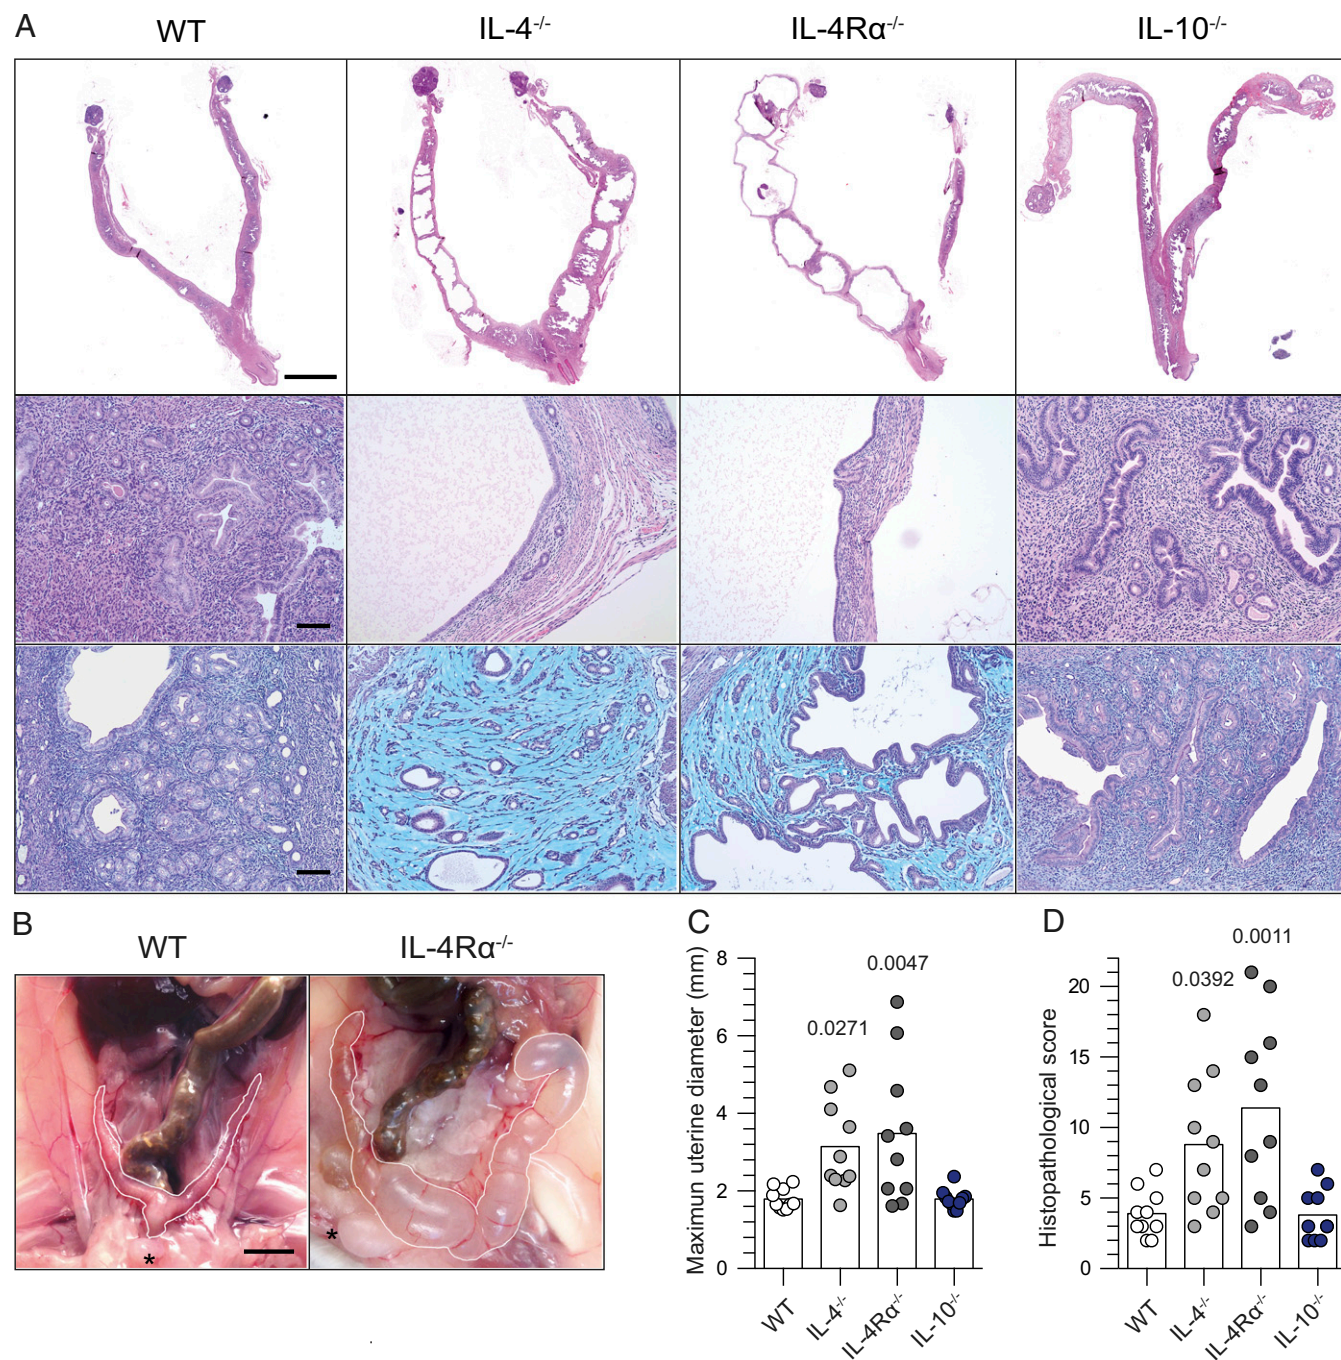 A
WT
IL-4-/-
IL-4Rα-/-
IL-10-/-
B
WT
IL-4Rα-/-
*
*
C
Maximun uterine diameter (mm)
8
6
4
2
0
0.0271
0.0047
WT
IL-4-/-
IL-4Rα-/-
IL-10-/-
D
Histopathological score
20
15
10
5
0
0.0392
0.0011
WT
IL-4-/-
IL-4Rα-/-
IL-10-/-